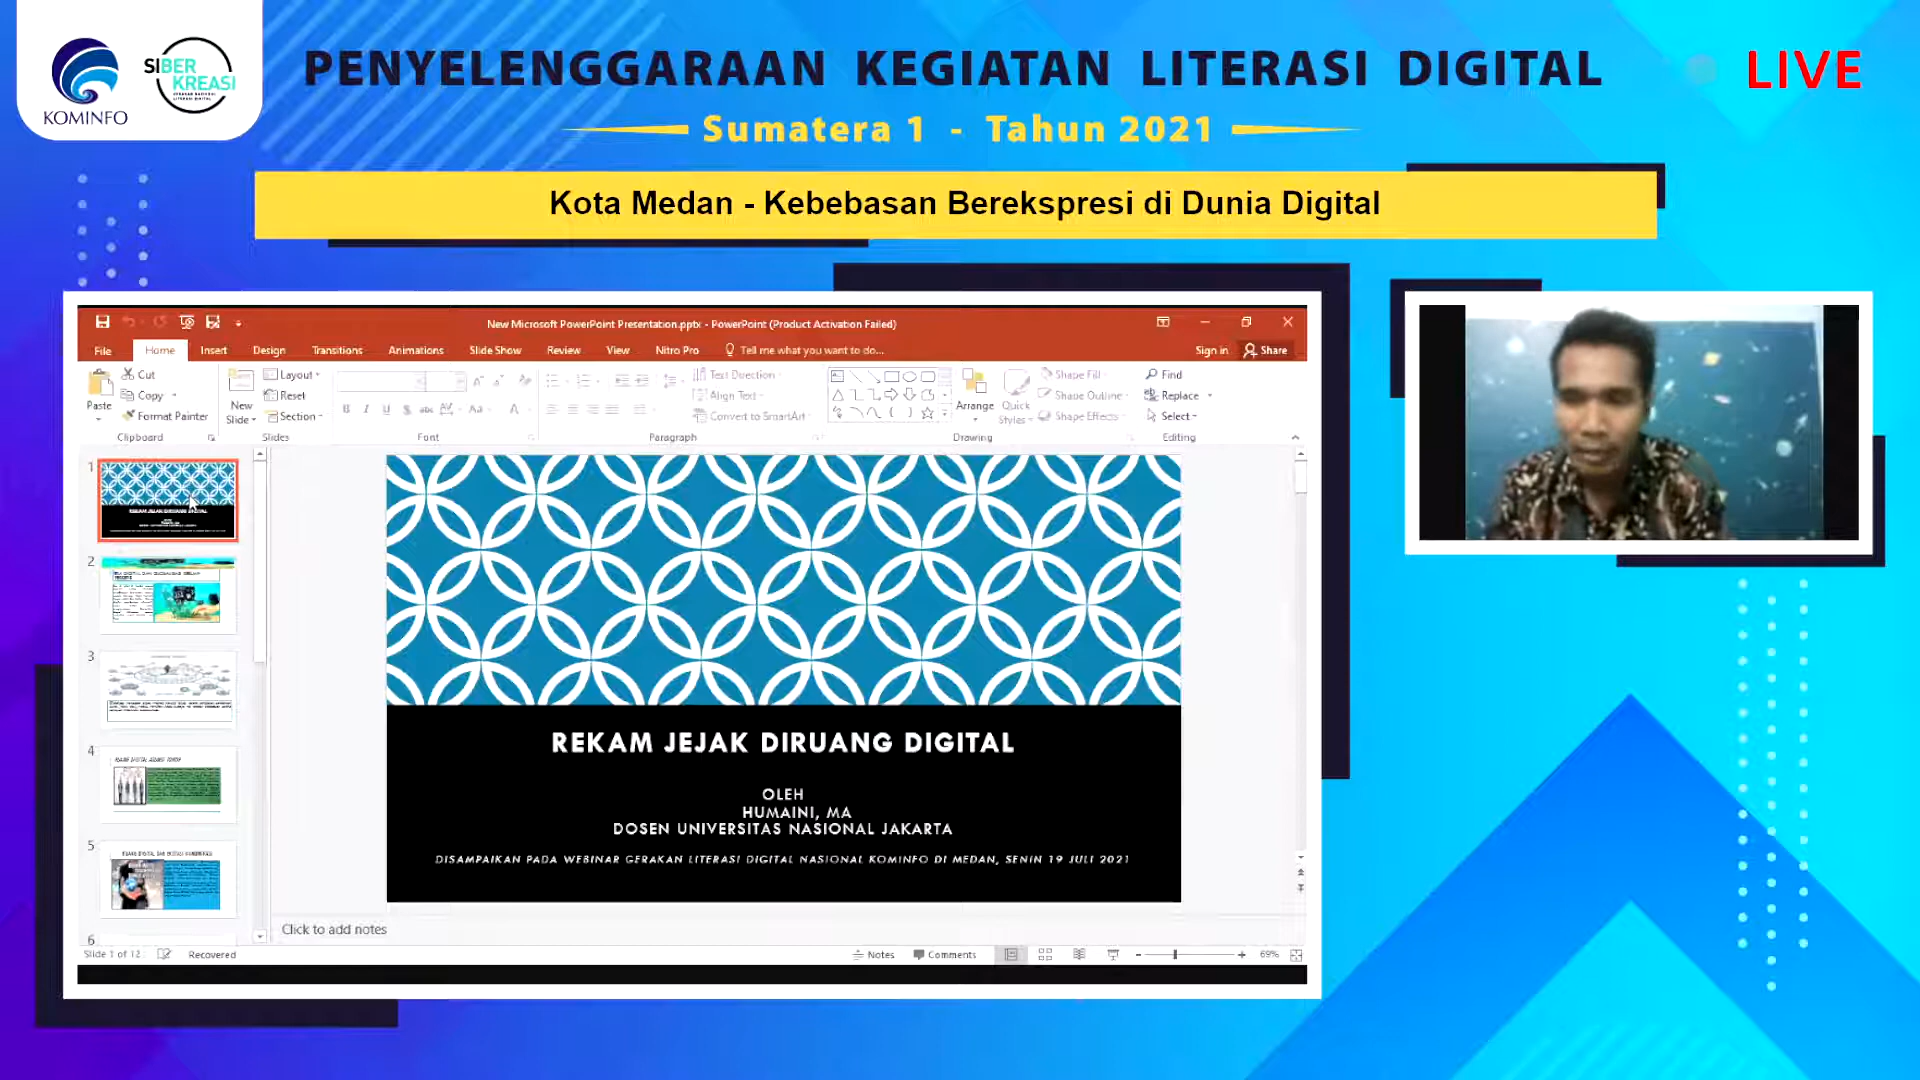 KOMINFO
SIBER
KREASI
PENYELENGGARAAN KEGIATAN LITERASI DIGITAL
LIVE
Sumatera 1 - Tahun 2021
Kota Medan - Kebebasan Berekspresi di Dunia Digital
New Microsoft PowerPoint Presentation.pptx - PowerPoint (Product Activation Failed)
File Home Insert Design Transitions Animations Slide Show Review View Nitro Pro Tell me what you want to do... Sign in Share
Cut
Copy
Format Painter
Paste
Clipboard
New
Slide
Layout
Reset
Section
Slides
Font
Text Direction
Align Text
Convert to SmartArt
Paragraph
Arrange
Quick
Styles
Shape Fill
Shape Outline
Shape Effects
Drawing
Find
Replace
Select
Editing
1
2
3
4
5
6
REKAM JEJAK DIRUANG DIGITAL
OLEH
HUMAINI, MA
DOSEN UNIVERSITAS NASIONAL JAKARTA
DISAMPAIKAN PADA WEBINAR GERAKAN LITERASI DIGITAL NASIONAL KOMINFO DI MEDAN, SENIN 19 JULI 2021
Click to add notes
Slide 1 of 12 Recovered Notes Comments 69%